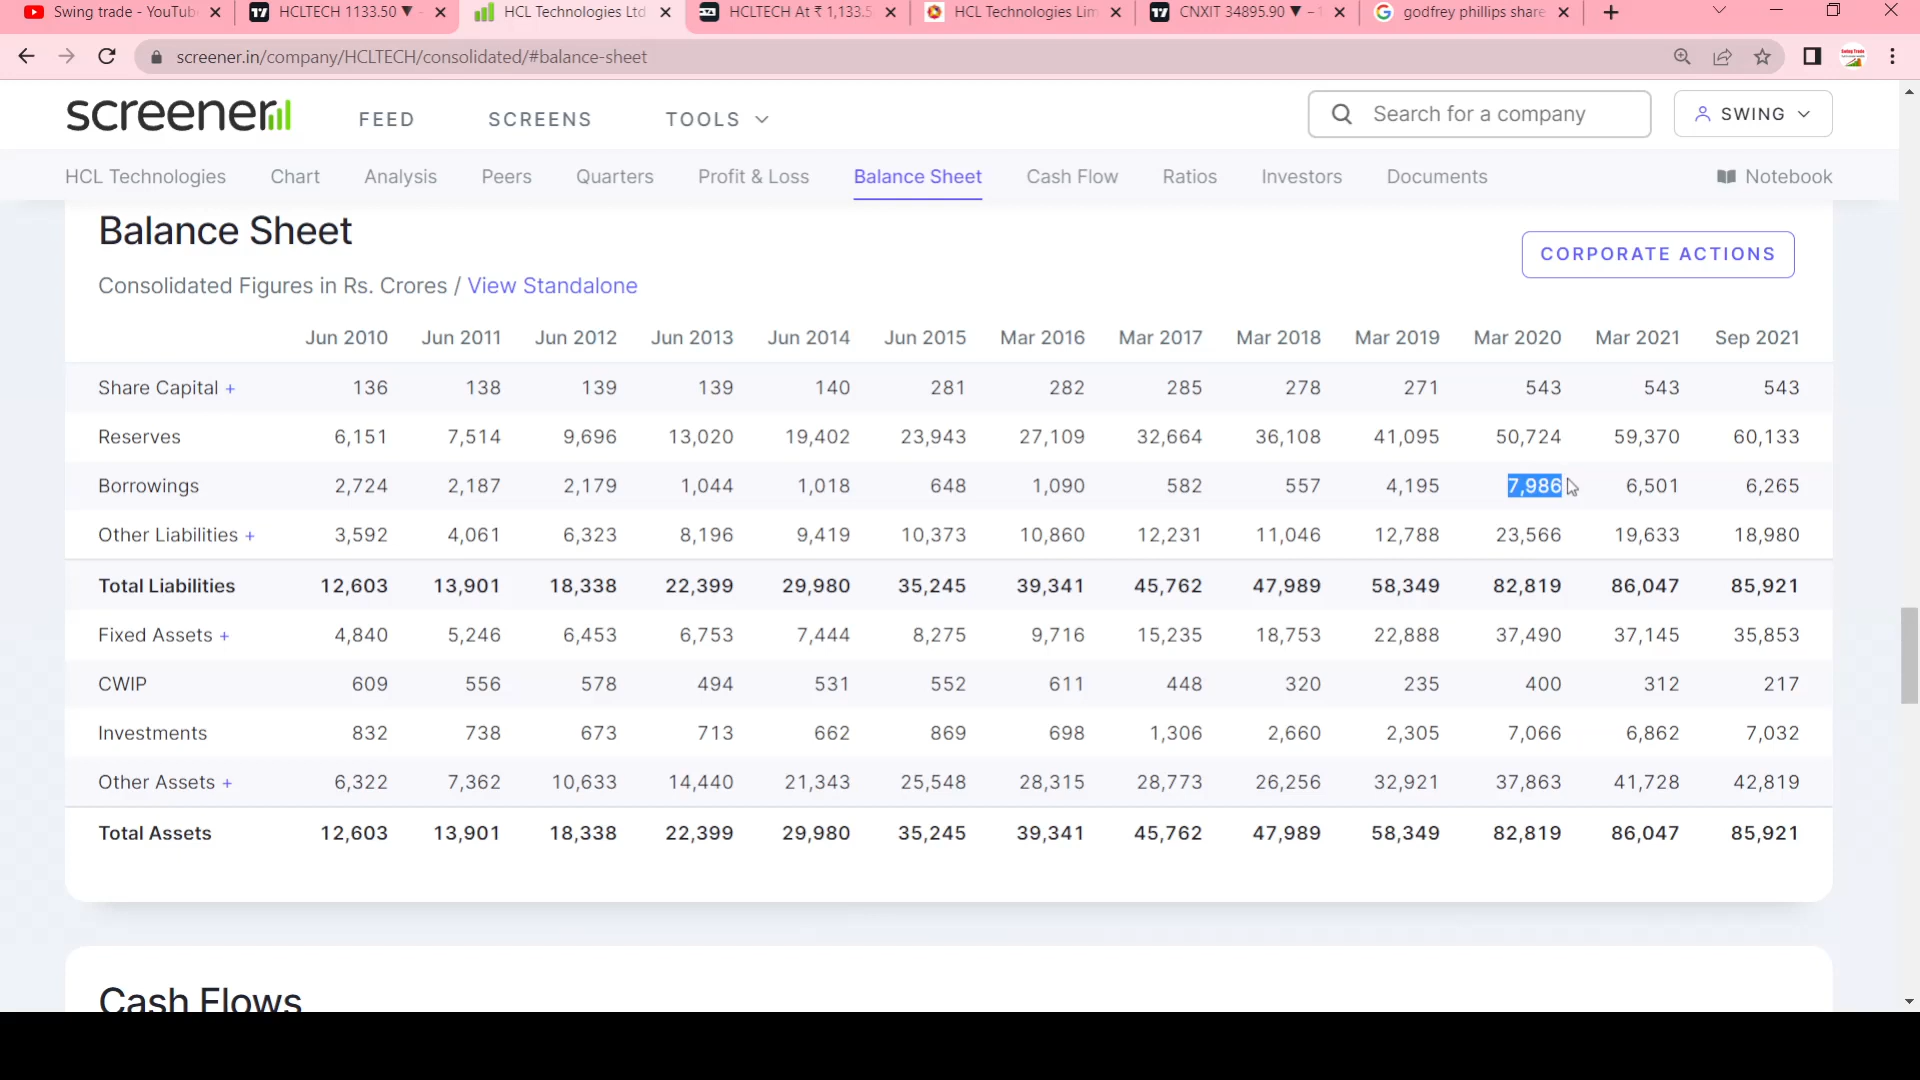 Swing trade - YouTub
HCLTECH 1133.50 ▼ -
HCL Technologies Ltd
HCLTECH At ₹ 1,133.5
HCL Technologies Lim
CNXIT 34895.90 ▼ -1
godfrey phillips share
screener.in/company/HCLTECH/consolidated/#balance-sheet
screener
FEED
SCREENS
TOOLS
Search for a company
SWING
HCL Technologies
Chart
Analysis
Peers
Quarters
Profit & Loss
Balance Sheet
Cash Flow
Ratios
Investors
Documents
Notebook
Balance Sheet
CORPORATE ACTIONS
Consolidated Figures in Rs. Crores / View Standalone
Jun 2010 Jun 2011 Jun 2012 Jun 2013 Jun 2014 Jun 2015 Mar 2016 Mar 2017 Mar 2018 Mar 2019 Mar 2020 Mar 2021 Sep 2021
Share Capital + 136 138 139 139 140 281 282 285 278 271 543 543 543
Reserves 6,151 7,514 9,696 13,020 19,402 23,943 27,109 32,664 36,108 41,095 50,724 59,370 60,133
Borrowings 2,724 2,187 2,179 1,044 1,018 648 1,090 582 557 4,195 7,986 6,501 6,265
Other Liabilities + 3,592 4,061 6,323 8,196 9,419 10,373 10,860 12,231 11,046 12,788 23,566 19,633 18,980
Total Liabilities 12,603 13,901 18,338 22,399 29,980 35,245 39,341 45,762 47,989 58,349 82,819 86,047 85,921
Fixed Assets + 4,840 5,246 6,453 6,753 7,444 8,275 9,716 15,235 18,753 22,888 37,490 37,145 35,853
CWIP 609 556 578 494 531 552 611 448 320 235 400 312 217
Investments 832 738 673 713 662 869 698 1,306 2,660 2,305 7,066 6,862 7,032
Other Assets + 6,322 7,362 10,633 14,440 21,343 25,548 28,315 28,773 26,256 32,921 37,863 41,728 42,819
Total Assets 12,603 13,901 18,338 22,399 29,980 35,245 39,341 45,762 47,989 58,349 82,819 86,047 85,921
Cash Flows